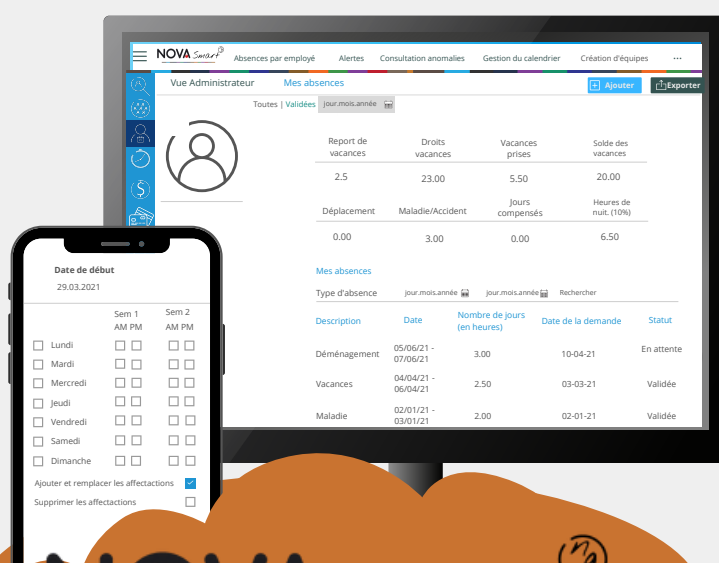 NOVA Smart
Absences par employé Alertes Consultation anomalies Gestion du calendrier Création d'équipes ...
Vue Administrateur Mes absences Ajouter Exporter
Toutes | Validées jour.mois.année
Report de vacances Droits vacances Vacances prises Solde des vacances
2.5 23.00 5.50 20.00
Déplacement Maladie/Accident Jours compensés Heures de nuit. (10%)
0.00 3.00 0.00 6.50
Mes absences
Type d'absence jour.mois.année jour.mois.année Rechercher
Description Date Nombre de jours (en heures) Date de la demande Statut
Déménagement 05/06/21 - 07/06/21 3.00 10-04-21 En attente
Vacances 04/04/21 - 06/04/21 2.50 03-03-21 Validée
Maladie 02/01/21 - 03/01/21 2.00 02-01-21 Validée
Date de début
29.03.2021
Sem 1 Sem 2
AM PM AM PM
Lundi
Mardi
Mercredi
Jeudi
Vendredi
Samedi
Dimanche
Ajouter et remplacer les affectactions
Supprimer les affectactions